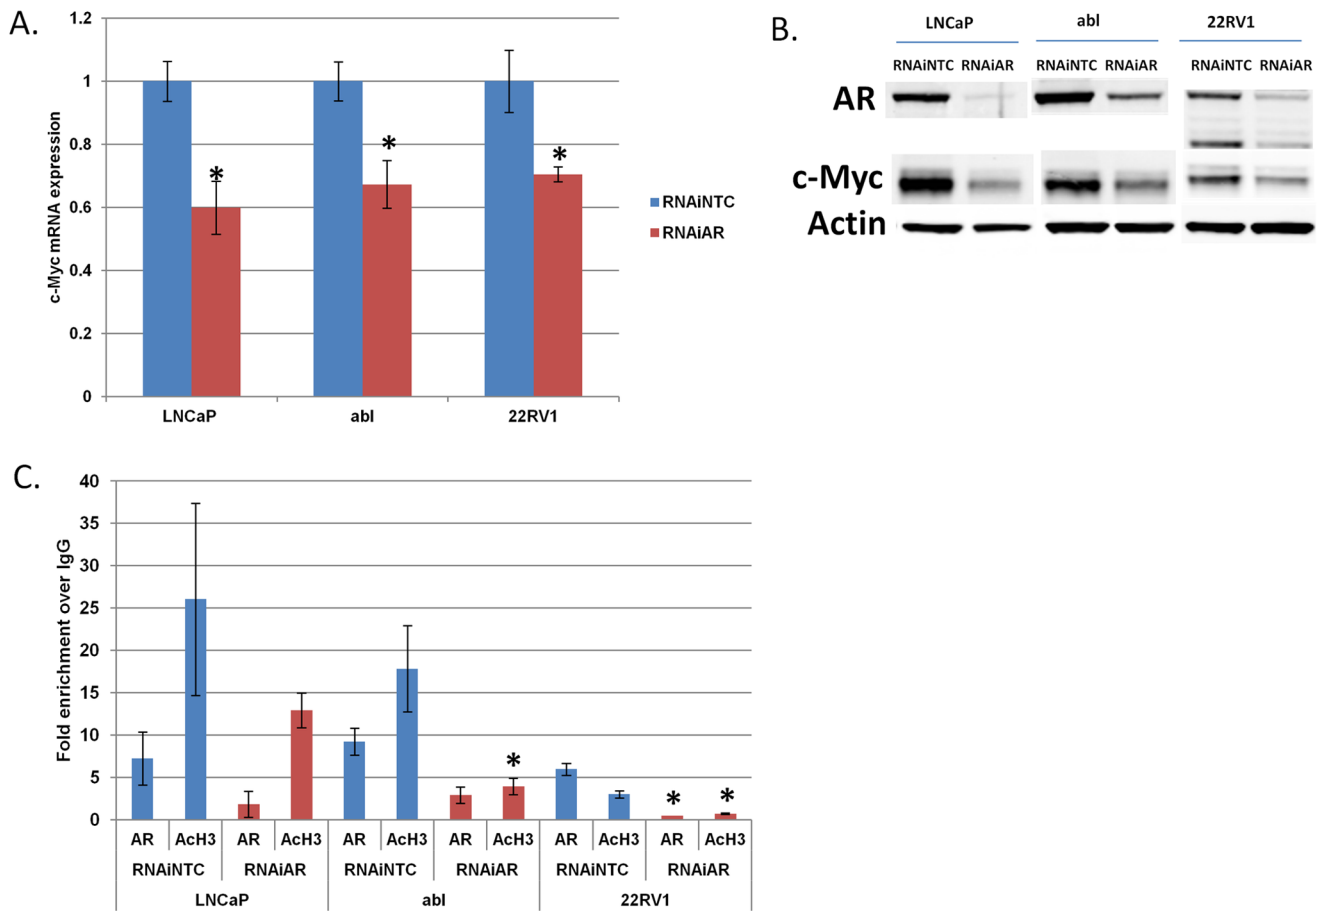 A.
1.2
1
0.8
0.6
0.4
0.2
0
c-Myc mRNA expression
* * *
LNCaP abl 22RV1
RNAiNTC
RNAiAR
B.
LNCaP abl 22RV1
RNAiNTC RNAiAR RNAiNTC RNAiAR RNAiNTC RNAiAR
AR
c-Myc
Actin
C.
40
35
30
25
20
15
10
5
0
Fold enrichment over IgG
* * *
AR AcH3 AR AcH3 AR AcH3 AR AcH3 AR AcH3 AR AcH3
RNAiNTC RNAiAR RNAiNTC RNAiAR RNAiNTC RNAiAR
LNCaP abl 22RV1